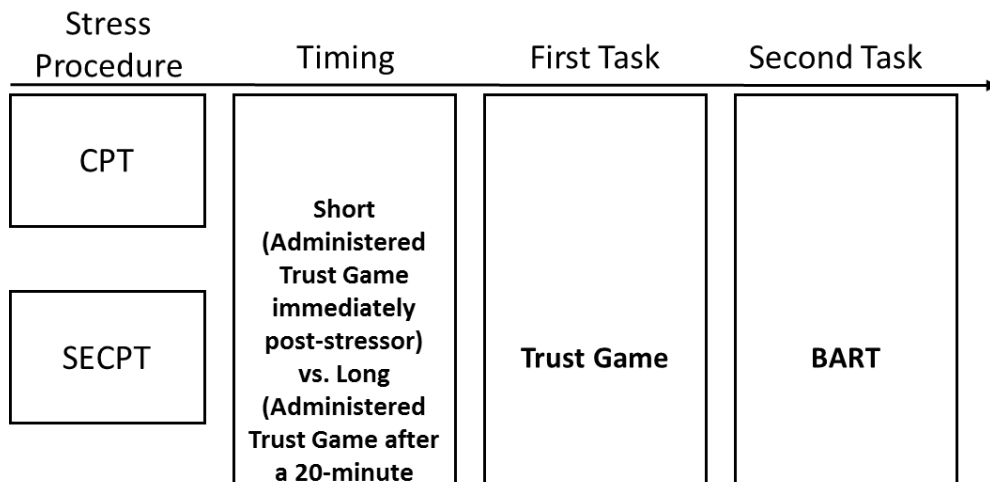 Stress
Procedure
Timing
First Task
Second Task
CPT
SECPT
Short
(Administered
Trust Game
immediately
post-stressor)
vs. Long
(Administered
Trust Game after
a 20-minute
Trust Game
BART